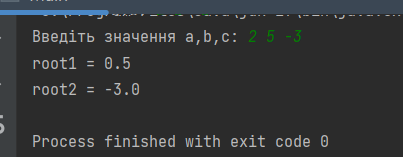 Введіть значення a,b,c: 2 5 -3
root1 = 0.5
root2 = -3.0
Process finished with exit code 0